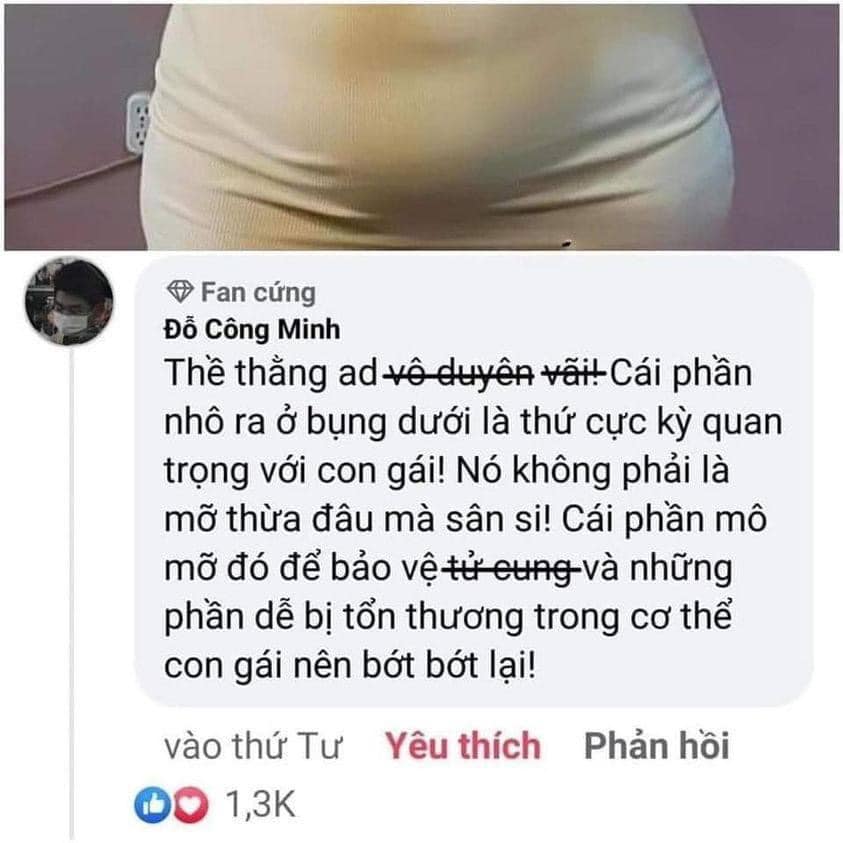 Fan cứng
Đỗ Công Minh
Thề thằng ad vô duyên vãi! Cái phần
nhô ra ở bụng dưới là thứ cực kỳ quan
trọng với con gái! Nó không phải là
mỡ thừa đâu mà sân si! Cái phần mô
mỡ đó để bảo vệ tử cung và những
phần dễ bị tổn thương trong cơ thể
con gái nên bớt bớt lại!
vào thứ Tư Yêu thích Phản hồi
1,3K